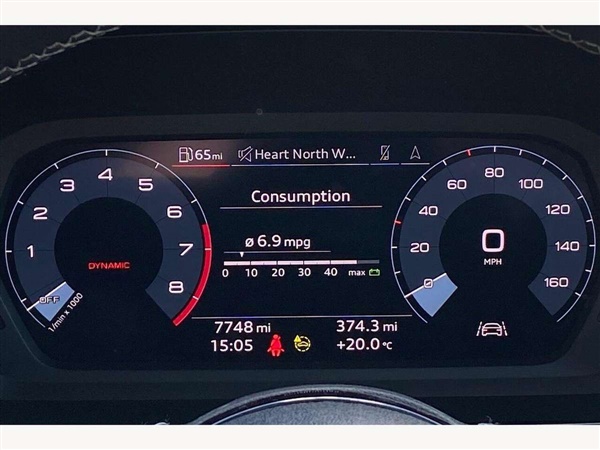 65mi Heart North W...
Consumption
ø 6.9 mpg
0 10 20 30 40 max
1 2 3 4 5 6 7 8
OFF
1/min x 1000
DYNAMIC
0 20 40 60 80 100 120 140 160
0
MPH
7748 mi 374.3 mi
15:05 +20.0 °C